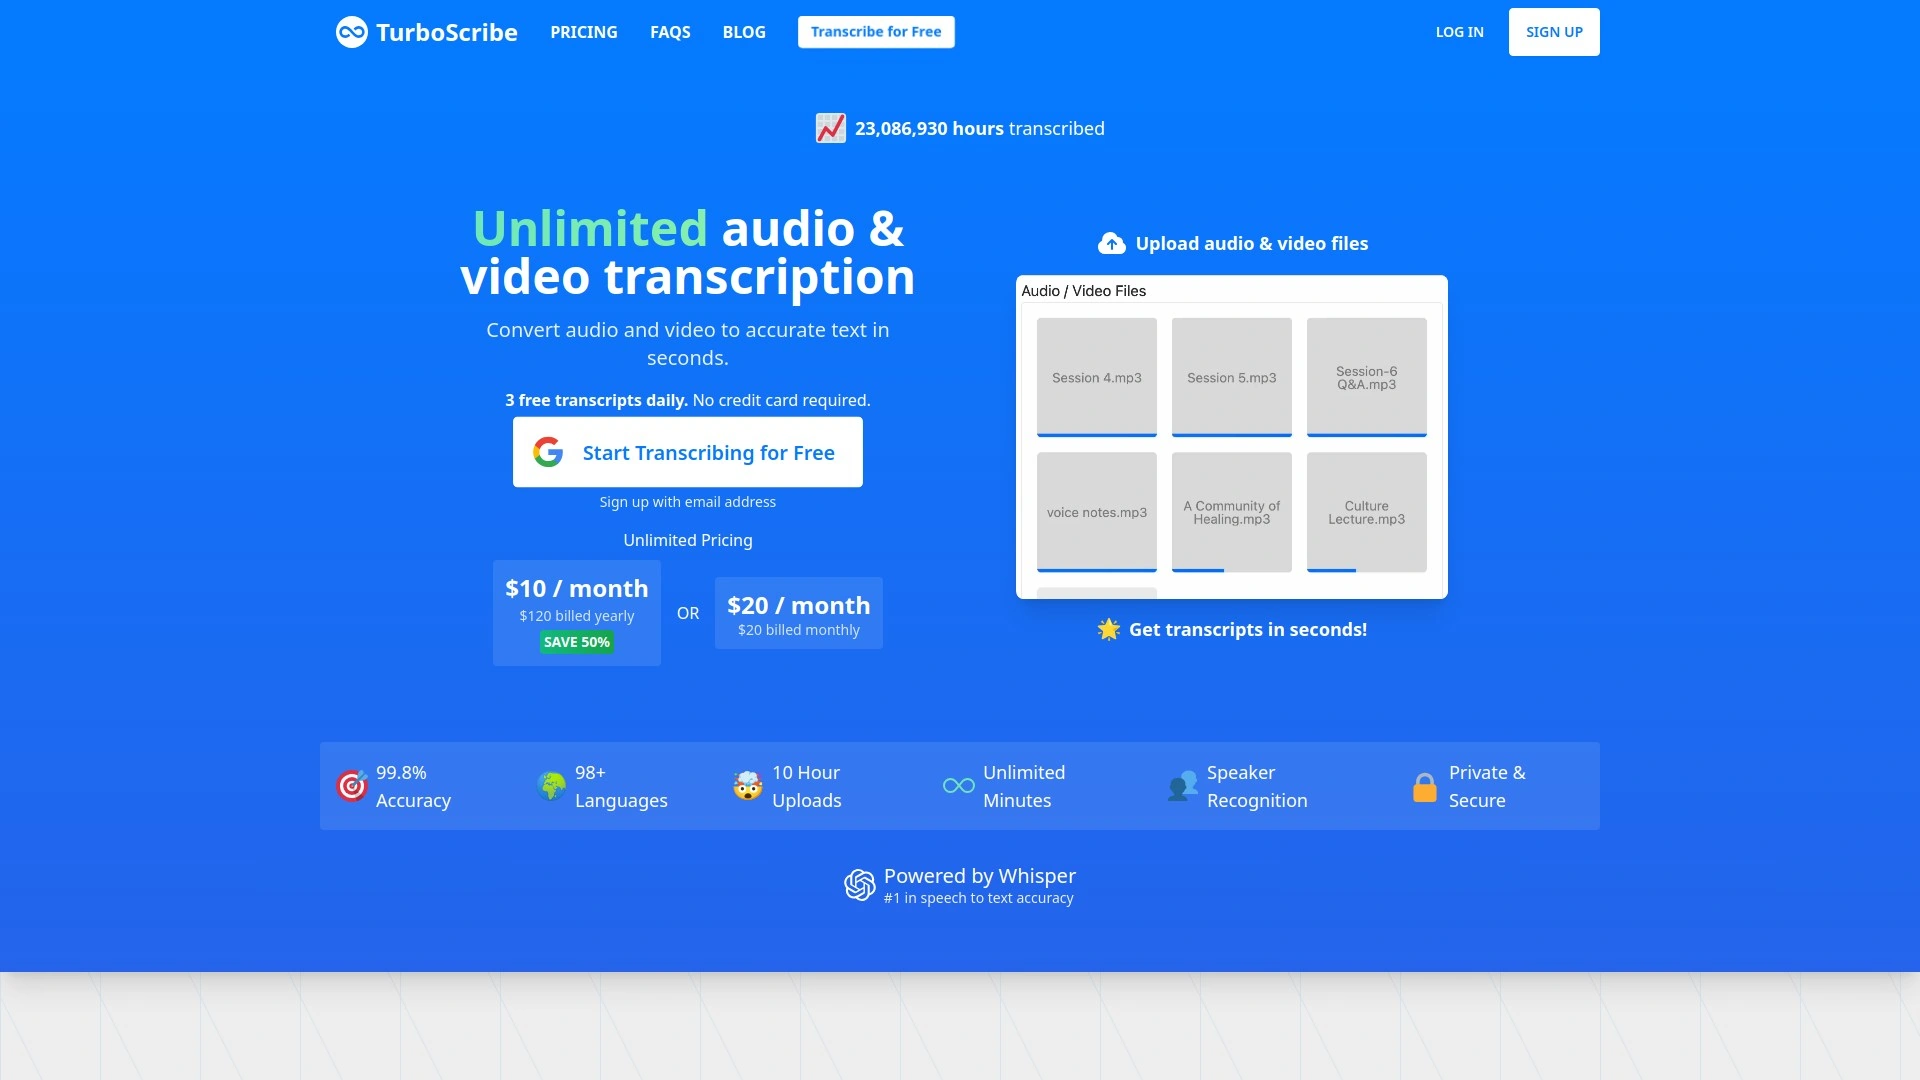 TurboScribe
PRICING
FAQS
BLOG
Transcribe for Free
LOG IN
SIGN UP
23,086,930 hours transcribed
Unlimited audio &
video transcription
Convert audio and video to accurate text in
seconds.
3 free transcripts daily. No credit card required.
Start Transcribing for Free
Sign up with email address
Unlimited Pricing
$10 / month
$120 billed yearly
SAVE 50%
OR
$20 / month
$20 billed monthly
Upload audio & video files
Audio / Video Files
Session 4.mp3
Session 5.mp3
Session-6
Q&A.mp3
voice notes.mp3
A Community of
Healing.mp3
Culture
Lecture.mp3
Get transcripts in seconds!
99.8%
Accuracy
98+
Languages
10 Hour
Uploads
Unlimited
Minutes
Speaker
Recognition
Private &
Secure
Powered by Whisper
#1 in speech to text accuracy